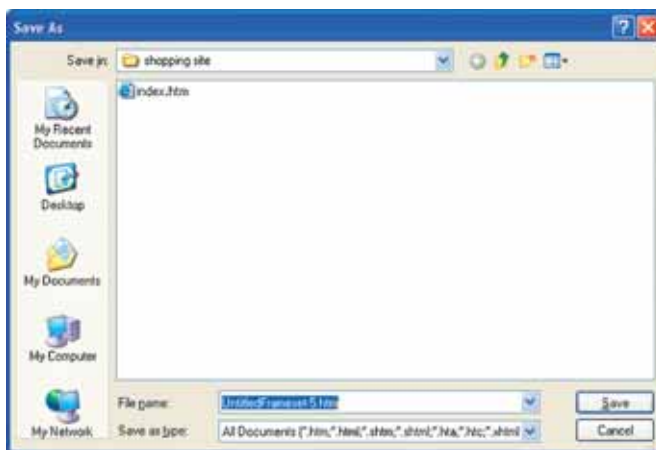 Save As
Save in: shopping site
index.htm
My Recent
Documents
Desktop
My Documents
My Computer
My Network
File name: UntitledFrameset-5.htm
Save
Save as type: All Documents (*.htm;*.html;*.shtm;*.shtml;*.hta;*.htc;*.xhtml
Cancel